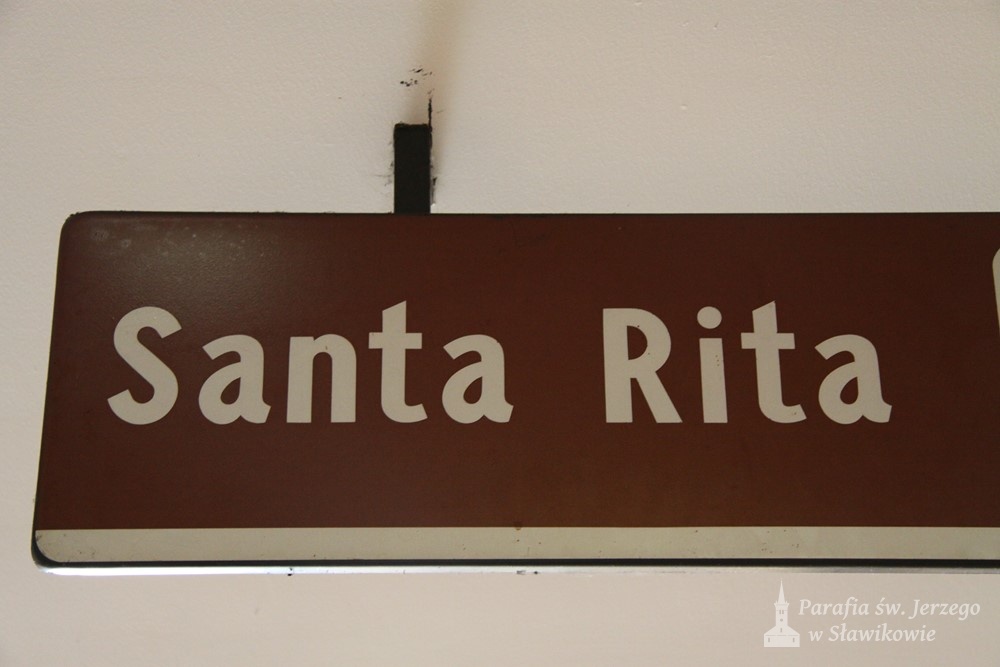 Santa Rita
Parafia św. Jerzego
w Sławikowie